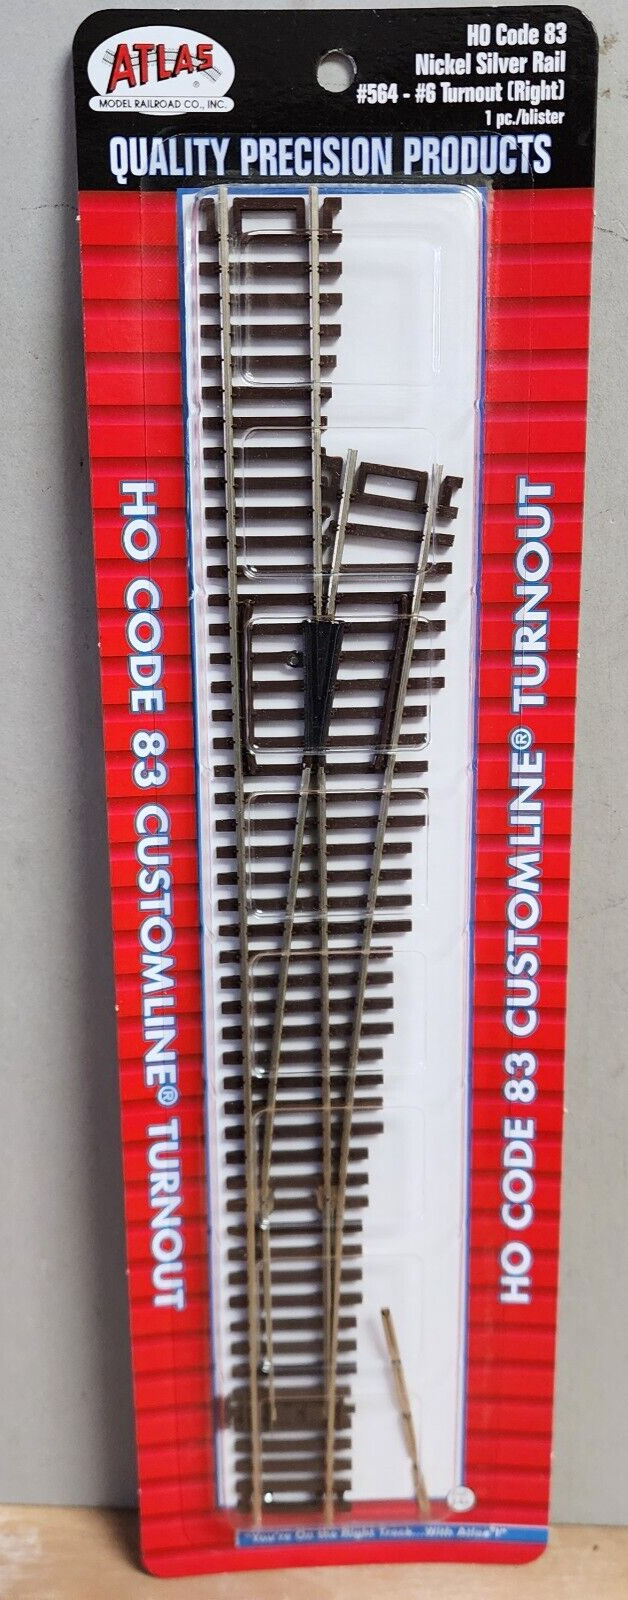 ATLAS
®
MODEL RAILROAD CO., INC.
HO Code 83
Nickel Silver Rail
#564 - #6 Turnout (Right)
1 pc./blister
QUALITY PRECISION PRODUCTS
HO CODE 83 CUSTOMLINE® TURNOUT
HO CODE 83 CUSTOMLINE® TURNOUT
"You're On the Right Track...With Atlas"!®